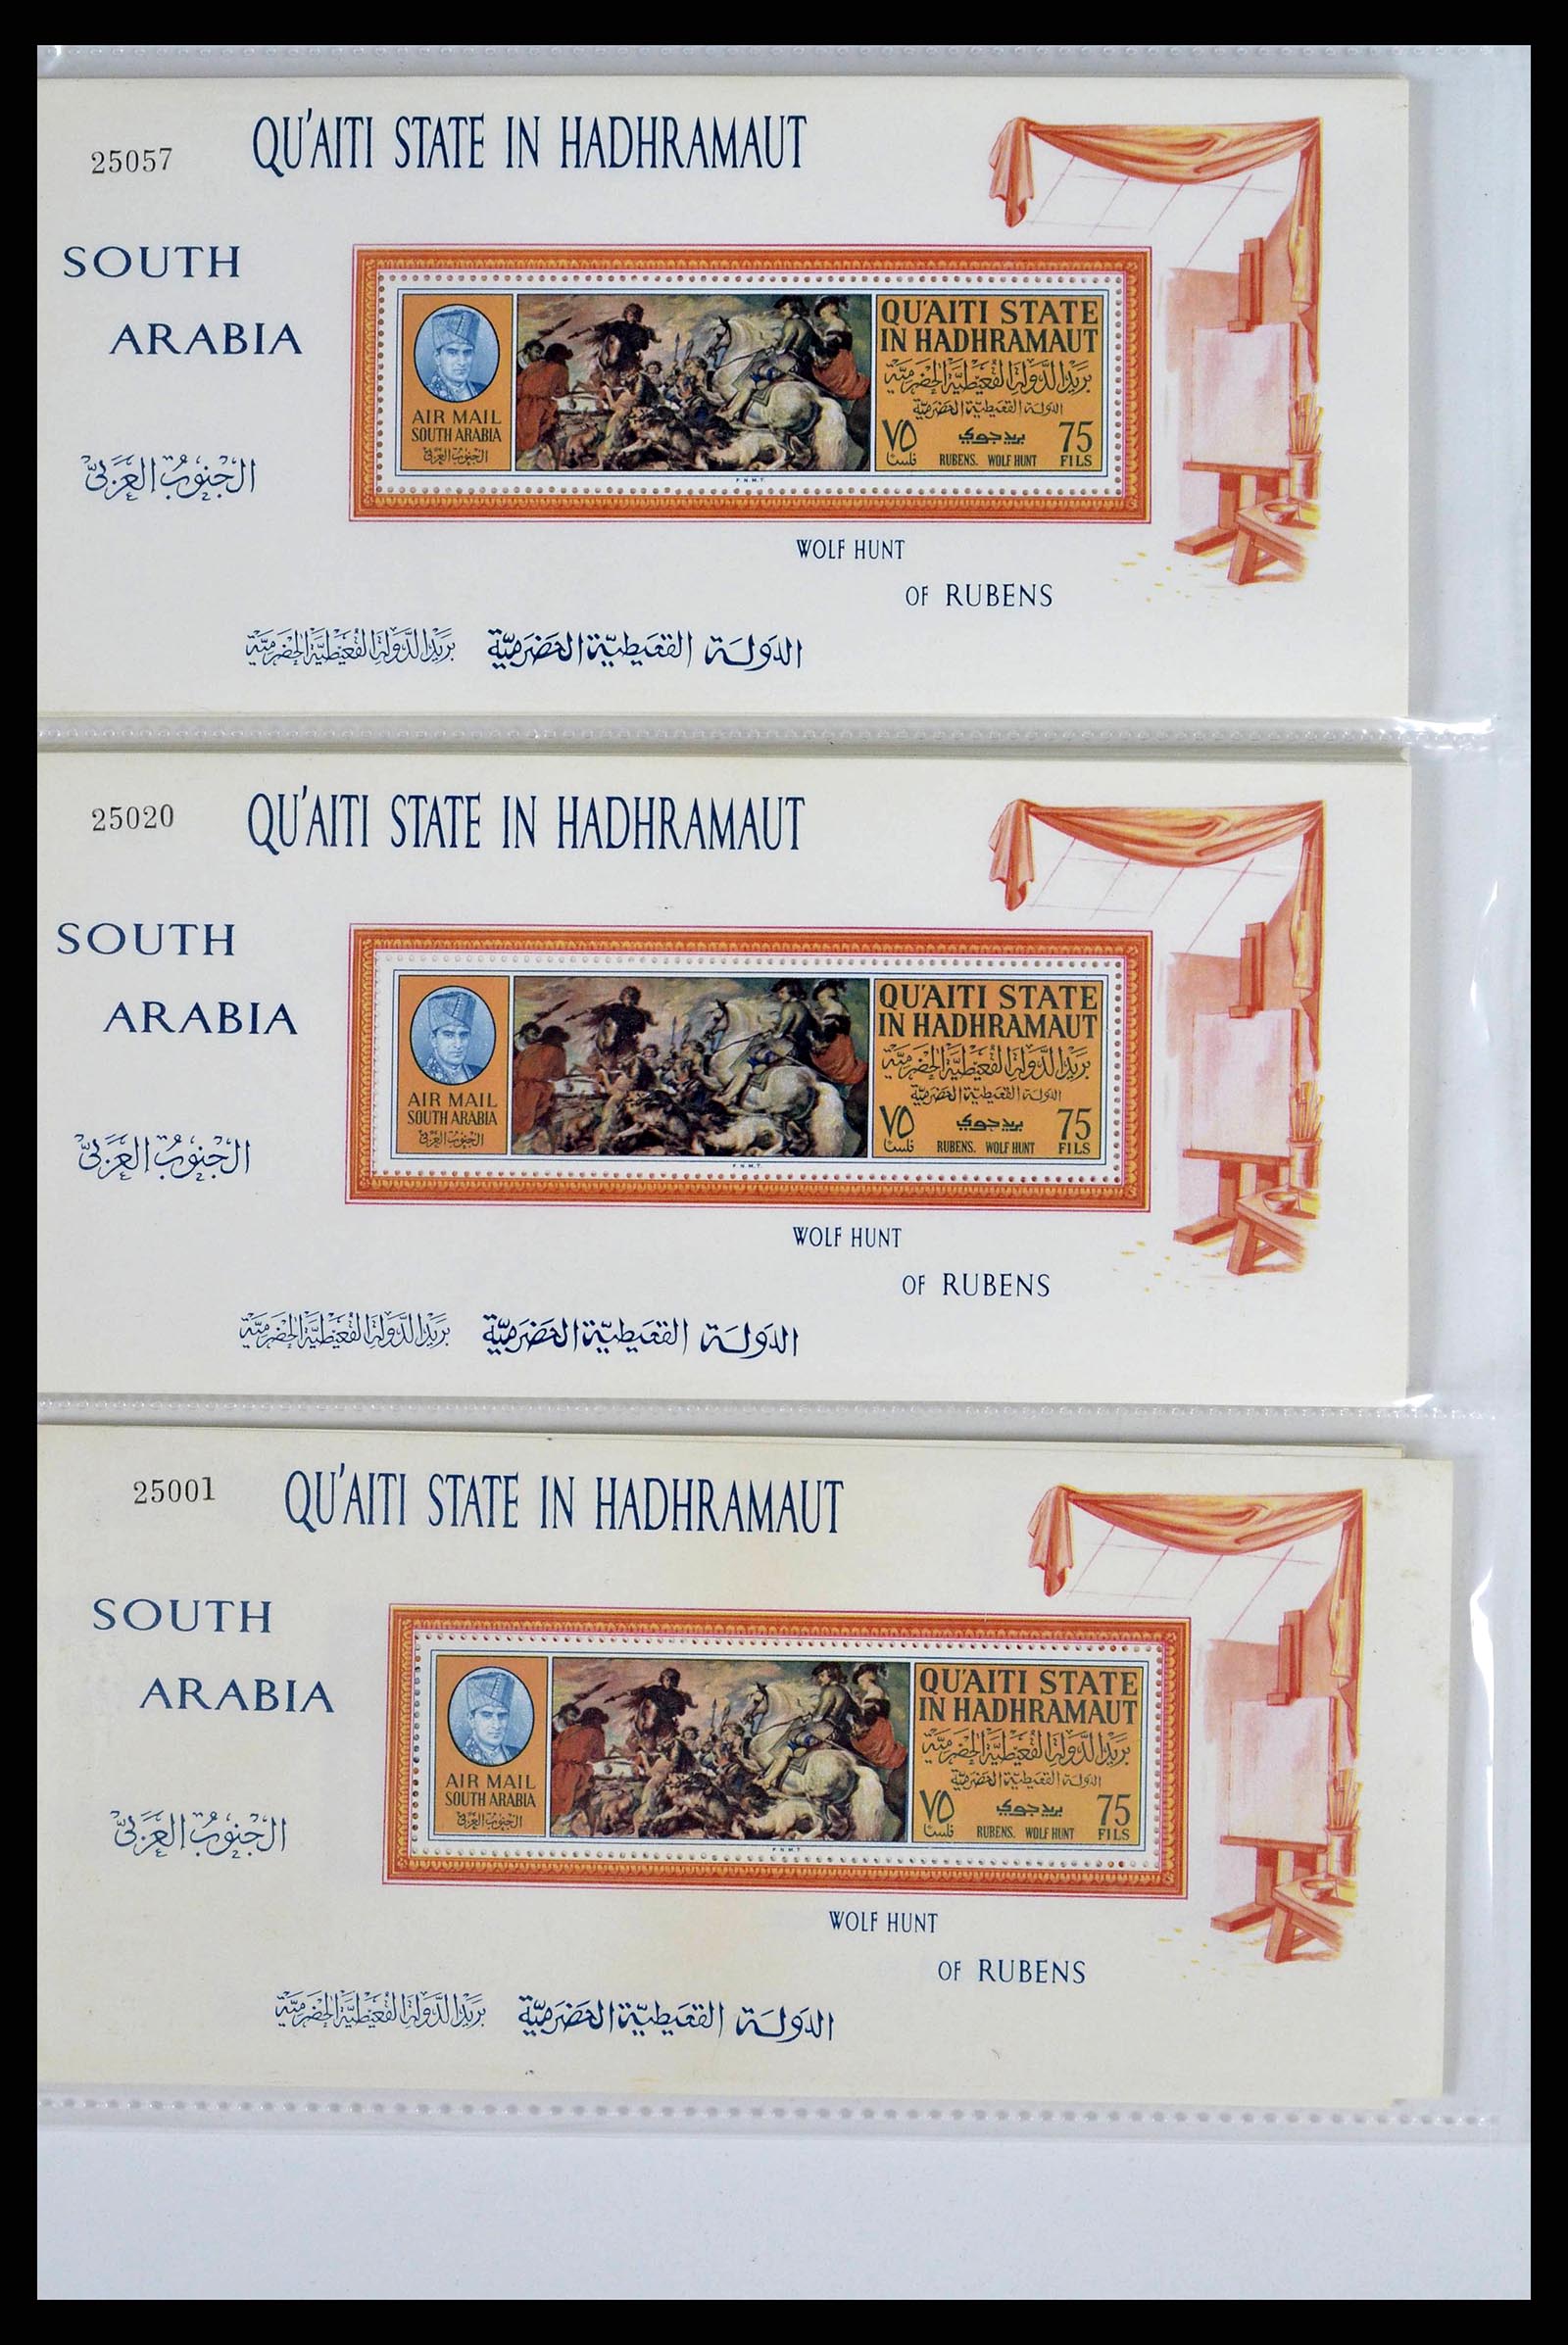 25057
QU'AITI STATE IN HADHRAMAUT
SOUTH
ARABIA
الجنوب العربي
AIR MAIL
SOUTH ARABIA
الجنوب العربي
QU'AITI STATE
IN HADHRAMAUT
بريد الدولة القعيطية الحضرمية
الدولة القعيطية الحضرمية
٧٥ بريد جوي 75
فلسا RUBENS. WOLF HUNT FILS
F.N.M.T.
WOLF HUNT
OF RUBENS
الدولة القعيطية الحضرمية بريد الدولة القعيطية الحضرمية
25020
QU'AITI STATE IN HADHRAMAUT
SOUTH
ARABIA
الجنوب العربي
AIR MAIL
SOUTH ARABIA
الجنوب العربي
QU'AITI STATE
IN HADHRAMAUT
بريد الدولة القعيطية الحضرمية
الدولة القعيطية الحضرمية
٧٥ بريد جوي 75
فلسا RUBENS. WOLF HUNT FILS
F.N.M.T.
WOLF HUNT
OF RUBENS
الدولة القعيطية الحضرمية بريد الدولة القعيطية الحضرمية
25001
QU'AITI STATE IN HADHRAMAUT
SOUTH
ARABIA
الجنوب العربي
AIR MAIL
SOUTH ARABIA
الجنوب العربي
QU'AITI STATE
IN HADHRAMAUT
بريد الدولة القعيطية الحضرمية
الدولة القعيطية الحضرمية
٧٥ بريد جوي 75
فلسا RUBENS. WOLF HUNT FILS
F.N.M.T.
WOLF HUNT
OF RUBENS
الدولة القعيطية الحضرمية بريد الدولة القعيطية الحضرمية